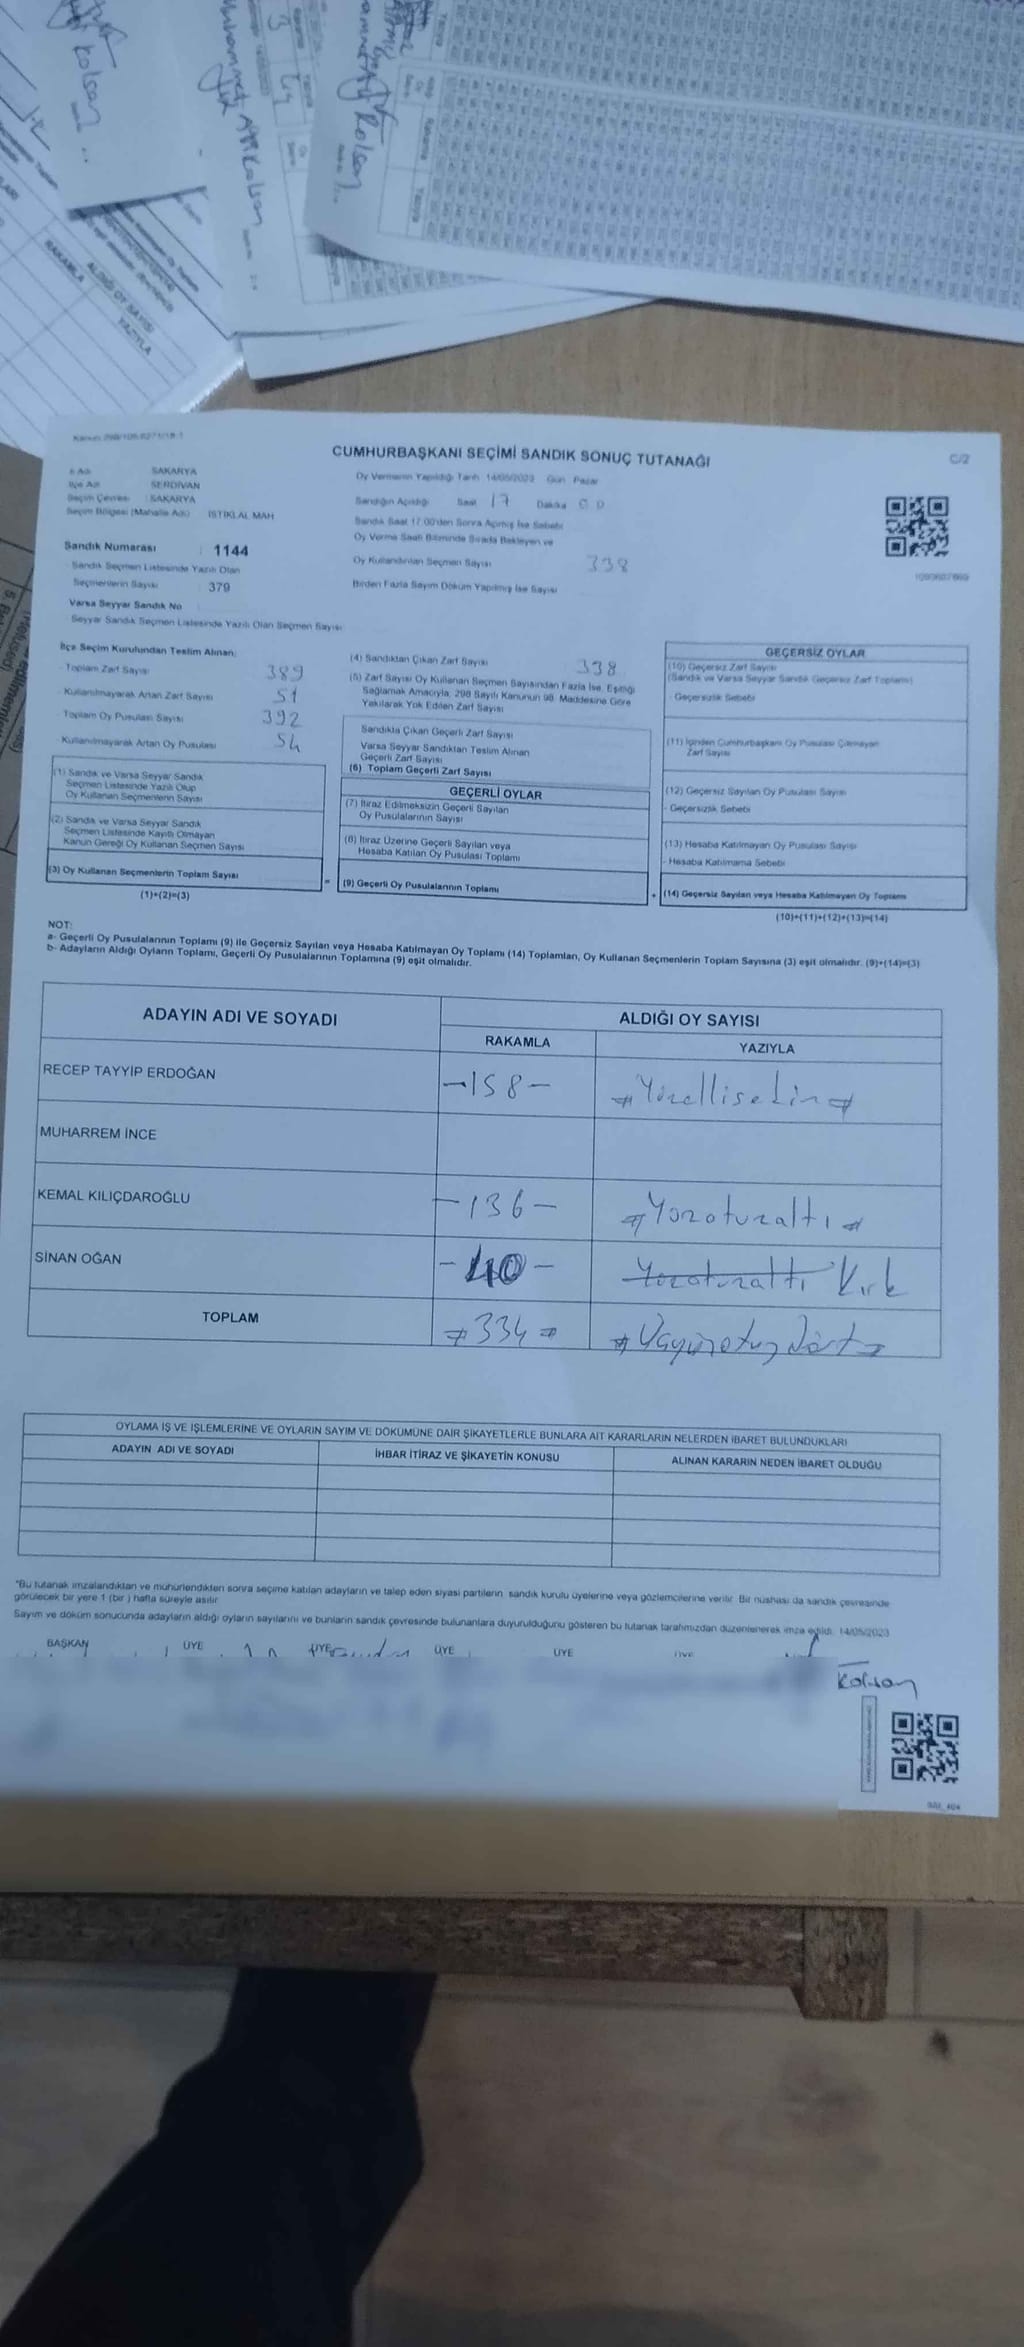 Kolsan
Muhammet Ali Kolsan
Kolsan
RAKAMLA
ALDIĞI OY SAYISI
YAZIYLA
CUMHURBAŞKANI SEÇİMİ SANDIK SONUÇ TUTANAĞI
C/2
İl Adı SAKARYA
İlçe Adı SERDİVAN
Seçim Çevresi : SAKARYA
Seçim Bölgesi (Mahalle Adı) İSTİKLAL MAH
Oy Vermenin Yapıldığı Tarih 14/05/2023 Gün Pazar
Sandığın Açıldığı Saat 17 Dakika 00
Sandık Saat 17.00'den Sonra Açılmış İse Sebebi
Oy Verme Saati Bitiminde Sırada Bekleyen ve
Oy Kullandırılan Seçmen Sayısı 338
Birden Fazla Sayım Döküm Yapılmış İse Sayısı
Sandık Numarası : 1144
Sandık Seçmen Listesinde Yazılı Olan
Seçmenlerin Sayısı 379
Varsa Seyyar Sandık No
Seyyar Sandık Seçmen Listesinde Yazılı Olan Seçmen Sayısı
İlçe Seçim Kurulundan Teslim Alınan;
- Toplam Zarf Sayısı 389
- Kullanılmayarak Artan Zarf Sayısı 51
- Toplam Oy Pusulası Sayısı 392
- Kullanılmayarak Artan Oy Pusulası 54
(1) Sandık ve Varsa Seyyar Sandık
Seçmen Listesinde Yazılı Olup
Oy Kullanan Seçmenlerin Sayısı
(2) Sandık ve Varsa Seyyar Sandık
Seçmen Listesinde Kayıtlı Olmayan
Kanun Gereği Oy Kullanan Seçmen Sayısı
(3) Oy Kullanan Seçmenlerin Toplam Sayısı
(1)+(2)=(3)
(4) Sandıktan Çıkan Zarf Sayısı 338
(5) Zarf Sayısı Oy Kullanan Seçmen Sayısından Fazla İse, Eşitliği
Sağlamak Amacıyla, 298 Sayılı Kanunun 98. Maddesine Göre
Yakılarak Yok Edilen Zarf Sayısı
Sandıkta Çıkan Geçerli Zarf Sayısı
Varsa Seyyar Sandıktan Teslim Alınan
Geçerli Zarf Sayısı
(6) Toplam Geçerli Zarf Sayısı
GEÇERLİ OYLAR
(7) İtiraz Edilmeksizin Geçerli Sayılan
Oy Pusulalarının Sayısı
(8) İtiraz Üzerine Geçerli Sayılan veya
Hesaba Katılan Oy Pusulası Toplamı
(9) Geçerli Oy Pusulalarının Toplamı
GEÇERSİZ OYLAR
(10) Geçersiz Zarf Sayısı
(Sandık ve Varsa Seyyar Sandık Geçersiz Zarf Toplamı)
- Geçersizlik Sebebi
(11) İçinden Cumhurbaşkanı Oy Pusulası Çıkmayan
Zarf Sayısı
(12) Geçersiz Sayılan Oy Pusulası Sayısı
- Geçersizlik Sebebi
(13) Hesaba Katılmayan Oy Pusulası Sayısı
- Hesaba Katılmama Sebebi
(14) Geçersiz Sayılan veya Hesaba Katılmayan Oy Toplamı
(10)+(11)+(12)+(13)=(14)
NOT:
a- Geçerli Oy Pusulalarının Toplamı (9) ile Geçersiz Sayılan veya Hesaba Katılmayan Oy Toplamı (14) Toplamları, Oy Kullanan Seçmenlerin Toplam Sayısına (3) eşit olmalıdır. (9)+(14)=(3)
b- Adayların Aldığı Oyların Toplamı, Geçerli Oy Pusulalarının Toplamına (9) eşit olmalıdır.
ADAYIN ADI VE SOYADI
ALDIĞI OY SAYISI
RAKAMLA YAZIYLA
RECEP TAYYİP ERDOĞAN -158- # Yüzellisekiz #
MUHARREM İNCE
KEMAL KILIÇDAROĞLU -136- # Yüzotuzaltı #
SİNAN OĞAN -40- Yüzotuzaltı Kırk
TOPLAM = 334 = # Üçyüzotuzdört =
OYLAMA İŞ VE İŞLEMLERİNE VE OYLARIN SAYIM VE DÖKÜMÜNE DAİR ŞİKAYETLERLE BUNLARA AİT KARARLARIN NELERDEN İBARET BULUNDUKLARI
ADAYIN ADI VE SOYADI İHBAR İTİRAZ VE ŞİKAYETİN KONUSU ALINAN KARARIN NEDEN İBARET OLDUĞU
*Bu tutanak imzalandıktan ve mühürlendikten sonra seçime katılan adayların ve talep eden siyasi partilerin sandık kurulu üyelerine veya gözlemcilerine verilir. Bir nüshası da sandık çevresinde
görülecek bir yere 1 (bir) hafta süreyle asılır.
Sayım ve döküm sonucunda adayların aldığı oyların sayılarını ve bunların sandık çevresinde bulunanlara duyurulduğunu gösteren bu tutanak tarafımızdan düzenlenerek imza edildi. 14/05/2023
BAŞKAN ÜYE ÜYE ÜYE ÜYE
Kolsan